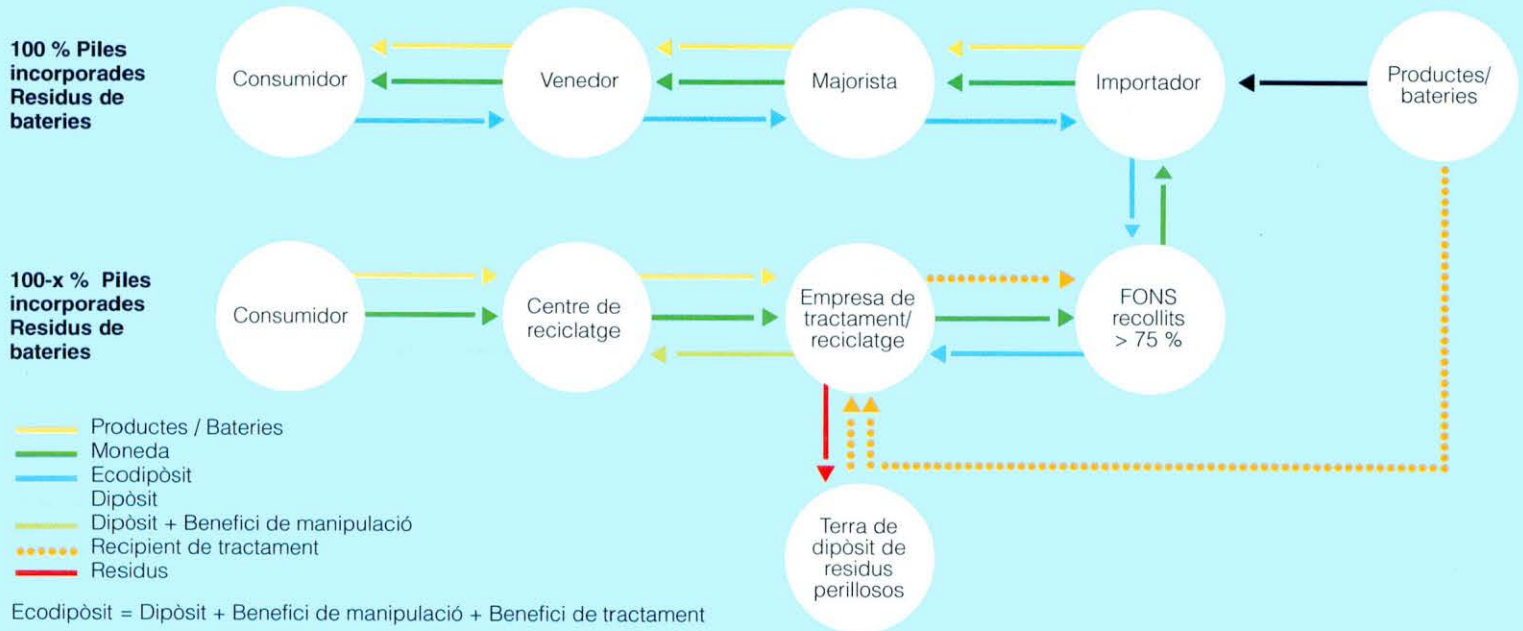 100 % Piles
incorporades
Residus de
bateries
Consumidor
Venedor
Majorista
Importador
Productes/
bateries
100-x % Piles
incorporades
Residus de
bateries
Consumidor
Centre de
reciclatge
Empresa de
tractament/
reciclatge
FONS
recollits
> 75 %
Productes / Bateries
Moneda
Ecodipòsit
Dipòsit
Dipòsit + Benefici de manipulació
Recipient de tractament
Residus
Terra de
dipòsit de
residus
perillosos
Ecodipòsit = Dipòsit + Benefici de manipulació + Benefici de tractament